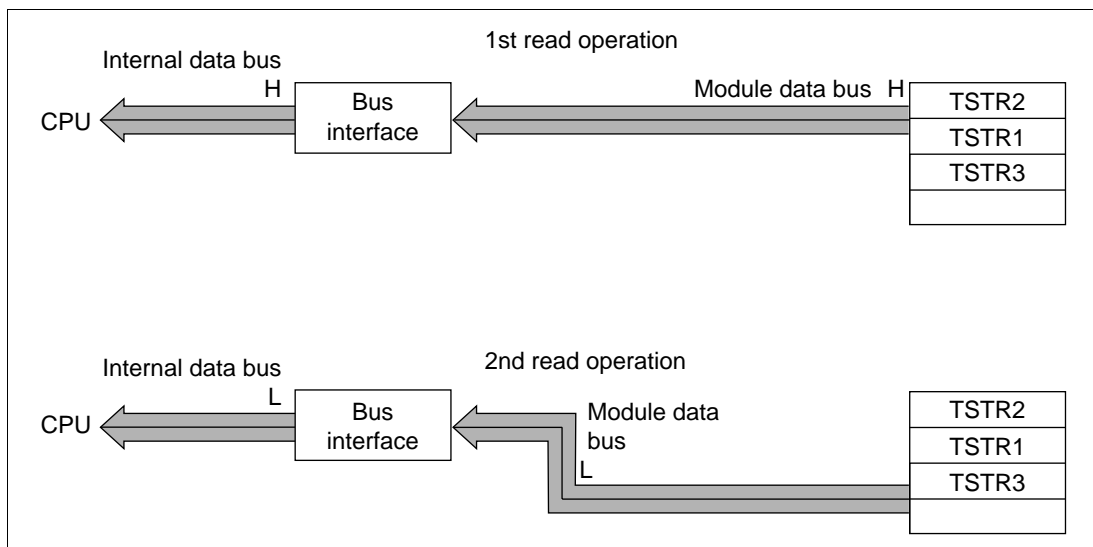 1st read operation
Internal data bus
H
Module data bus H
CPU
Bus
interface
TSTR2
TSTR1
TSTR3
2nd read operation
Internal data bus
L
Module data
bus
L
CPU
Bus
interface
TSTR2
TSTR1
TSTR3